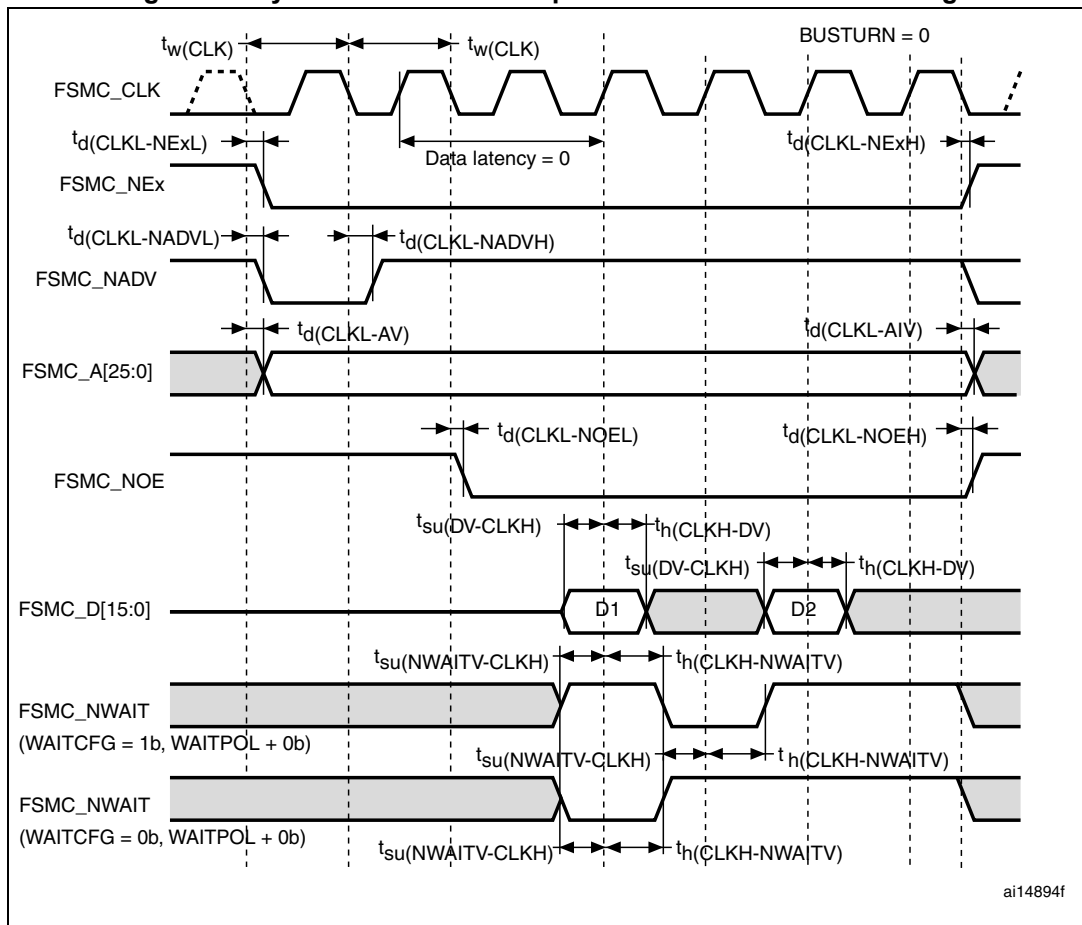 BUSTURN = 0
tw(CLK) tw(CLK)
FSMC_CLK
td(CLKL-NExL) Data latency = 0 td(CLKL-NExH)
FSMC_NEx
td(CLKL-NADVL) td(CLKL-NADVH)
FSMC_NADV
td(CLKL-AV) td(CLKL-AIV)
FSMC_A[25:0]
td(CLKL-NOEL) td(CLKL-NOEH)
FSMC_NOE
tsu(DV-CLKH) th(CLKH-DV)
tsu(DV-CLKH) th(CLKH-DV)
FSMC_D[15:0] D1 D2
tsu(NWAITV-CLKH) th(CLKH-NWAITV)
FSMC_NWAIT
(WAITCFG = 1b, WAITPOL + 0b)
tsu(NWAITV-CLKH) th(CLKH-NWAITV)
FSMC_NWAIT
(WAITCFG = 0b, WAITPOL + 0b)
tsu(NWAITV-CLKH) th(CLKH-NWAITV)
ai14894f